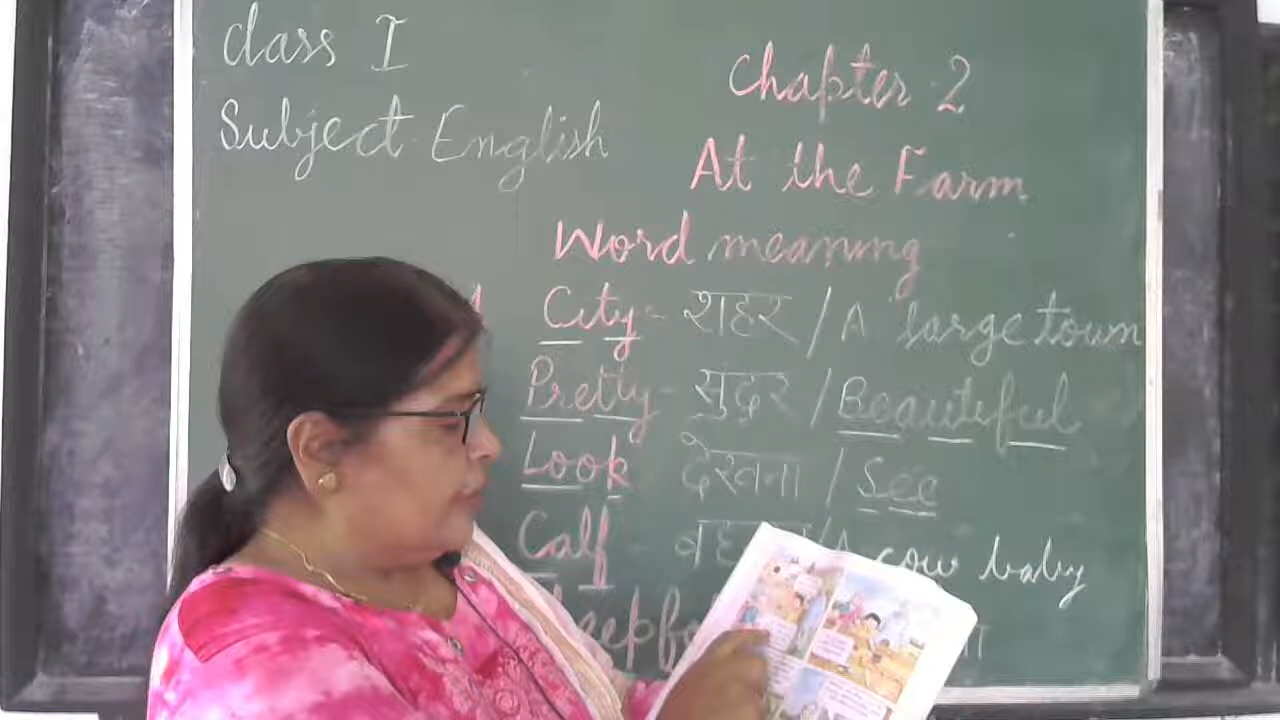 Class I
Subject English
Chapter 2
At the Farm
Word meaning
City - शहर / A large town
Pretty - सुदंर / Beautiful
Look देखना / See
Calf - / A cow baby